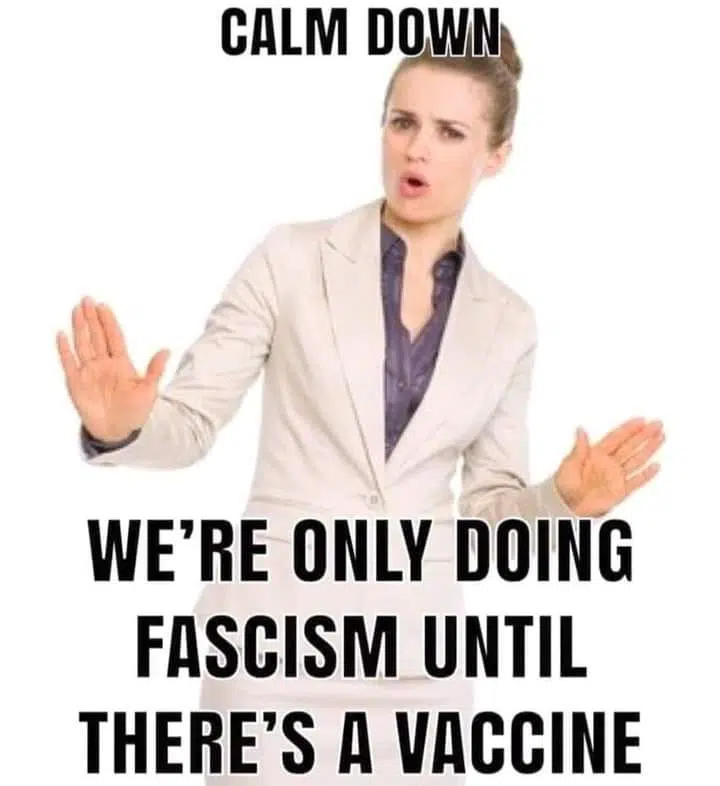 CALM DOWN
WE'RE ONLY DOING
FASCISM UNTIL
THERE'S A VACCINE